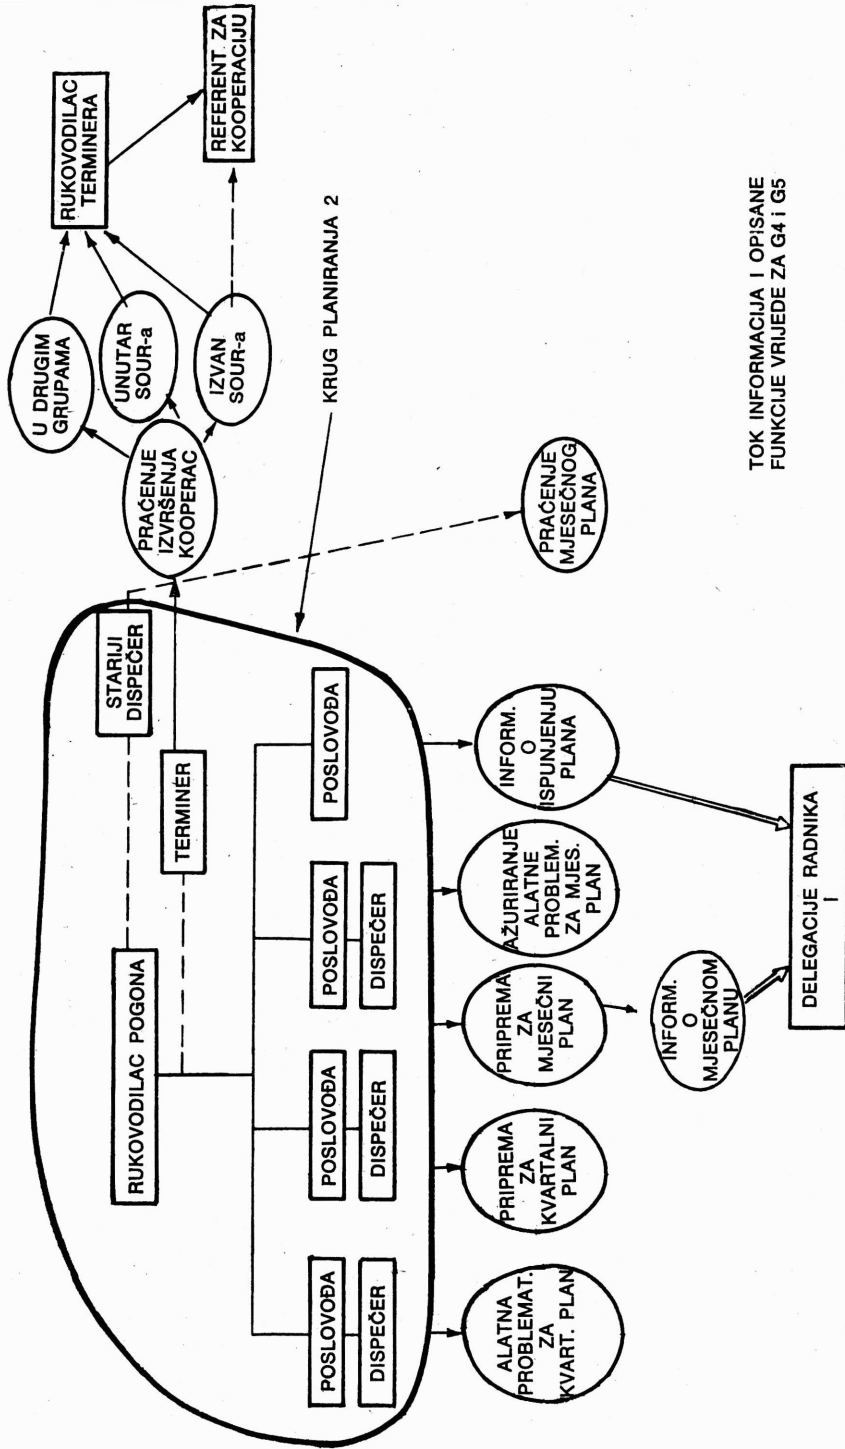 RUKOVODILAC
TERMINERA
REFERENT. ZA
KOOPERACIJU
U DRUGIM
GRUPAMA
UNUTAR
SOUR-a
IZVAN
SOUR-a
PRAĆENJE
IZVRŠENJA
KOOPERAC
KRUG PLANIRANJA 2
STARIJI
DISPEČER
RUKOVODILAC POGONA
TERMINÉR
POSLOVOĐA
DISPEČER
POSLOVOĐA
DISPEČER
POSLOVOĐA
DISPEČER
POSLOVOĐA
PRAĆENJE
MJESEČNOG
PLANA
ALATNA
PROBLEMAT.
ZA
KVART. PLAN
PRIPREMA
ZA
KVARTALNI
PLAN
PRIPREMA
ZA
MJESEČNI
PLAN
AŽURIRANJE
ALATNE
PROBLEM.
ZA MJES.
PLAN
INFORM.
O
ISPUNJENJU
PLANA
INFORM.
O
MJESEČNOM
PLANU
DELEGACIJE RADNIKA
I
TOK INFORMACIJA I OPISANE
FUNKCIJE VRIJEDE ZA G4 i G5